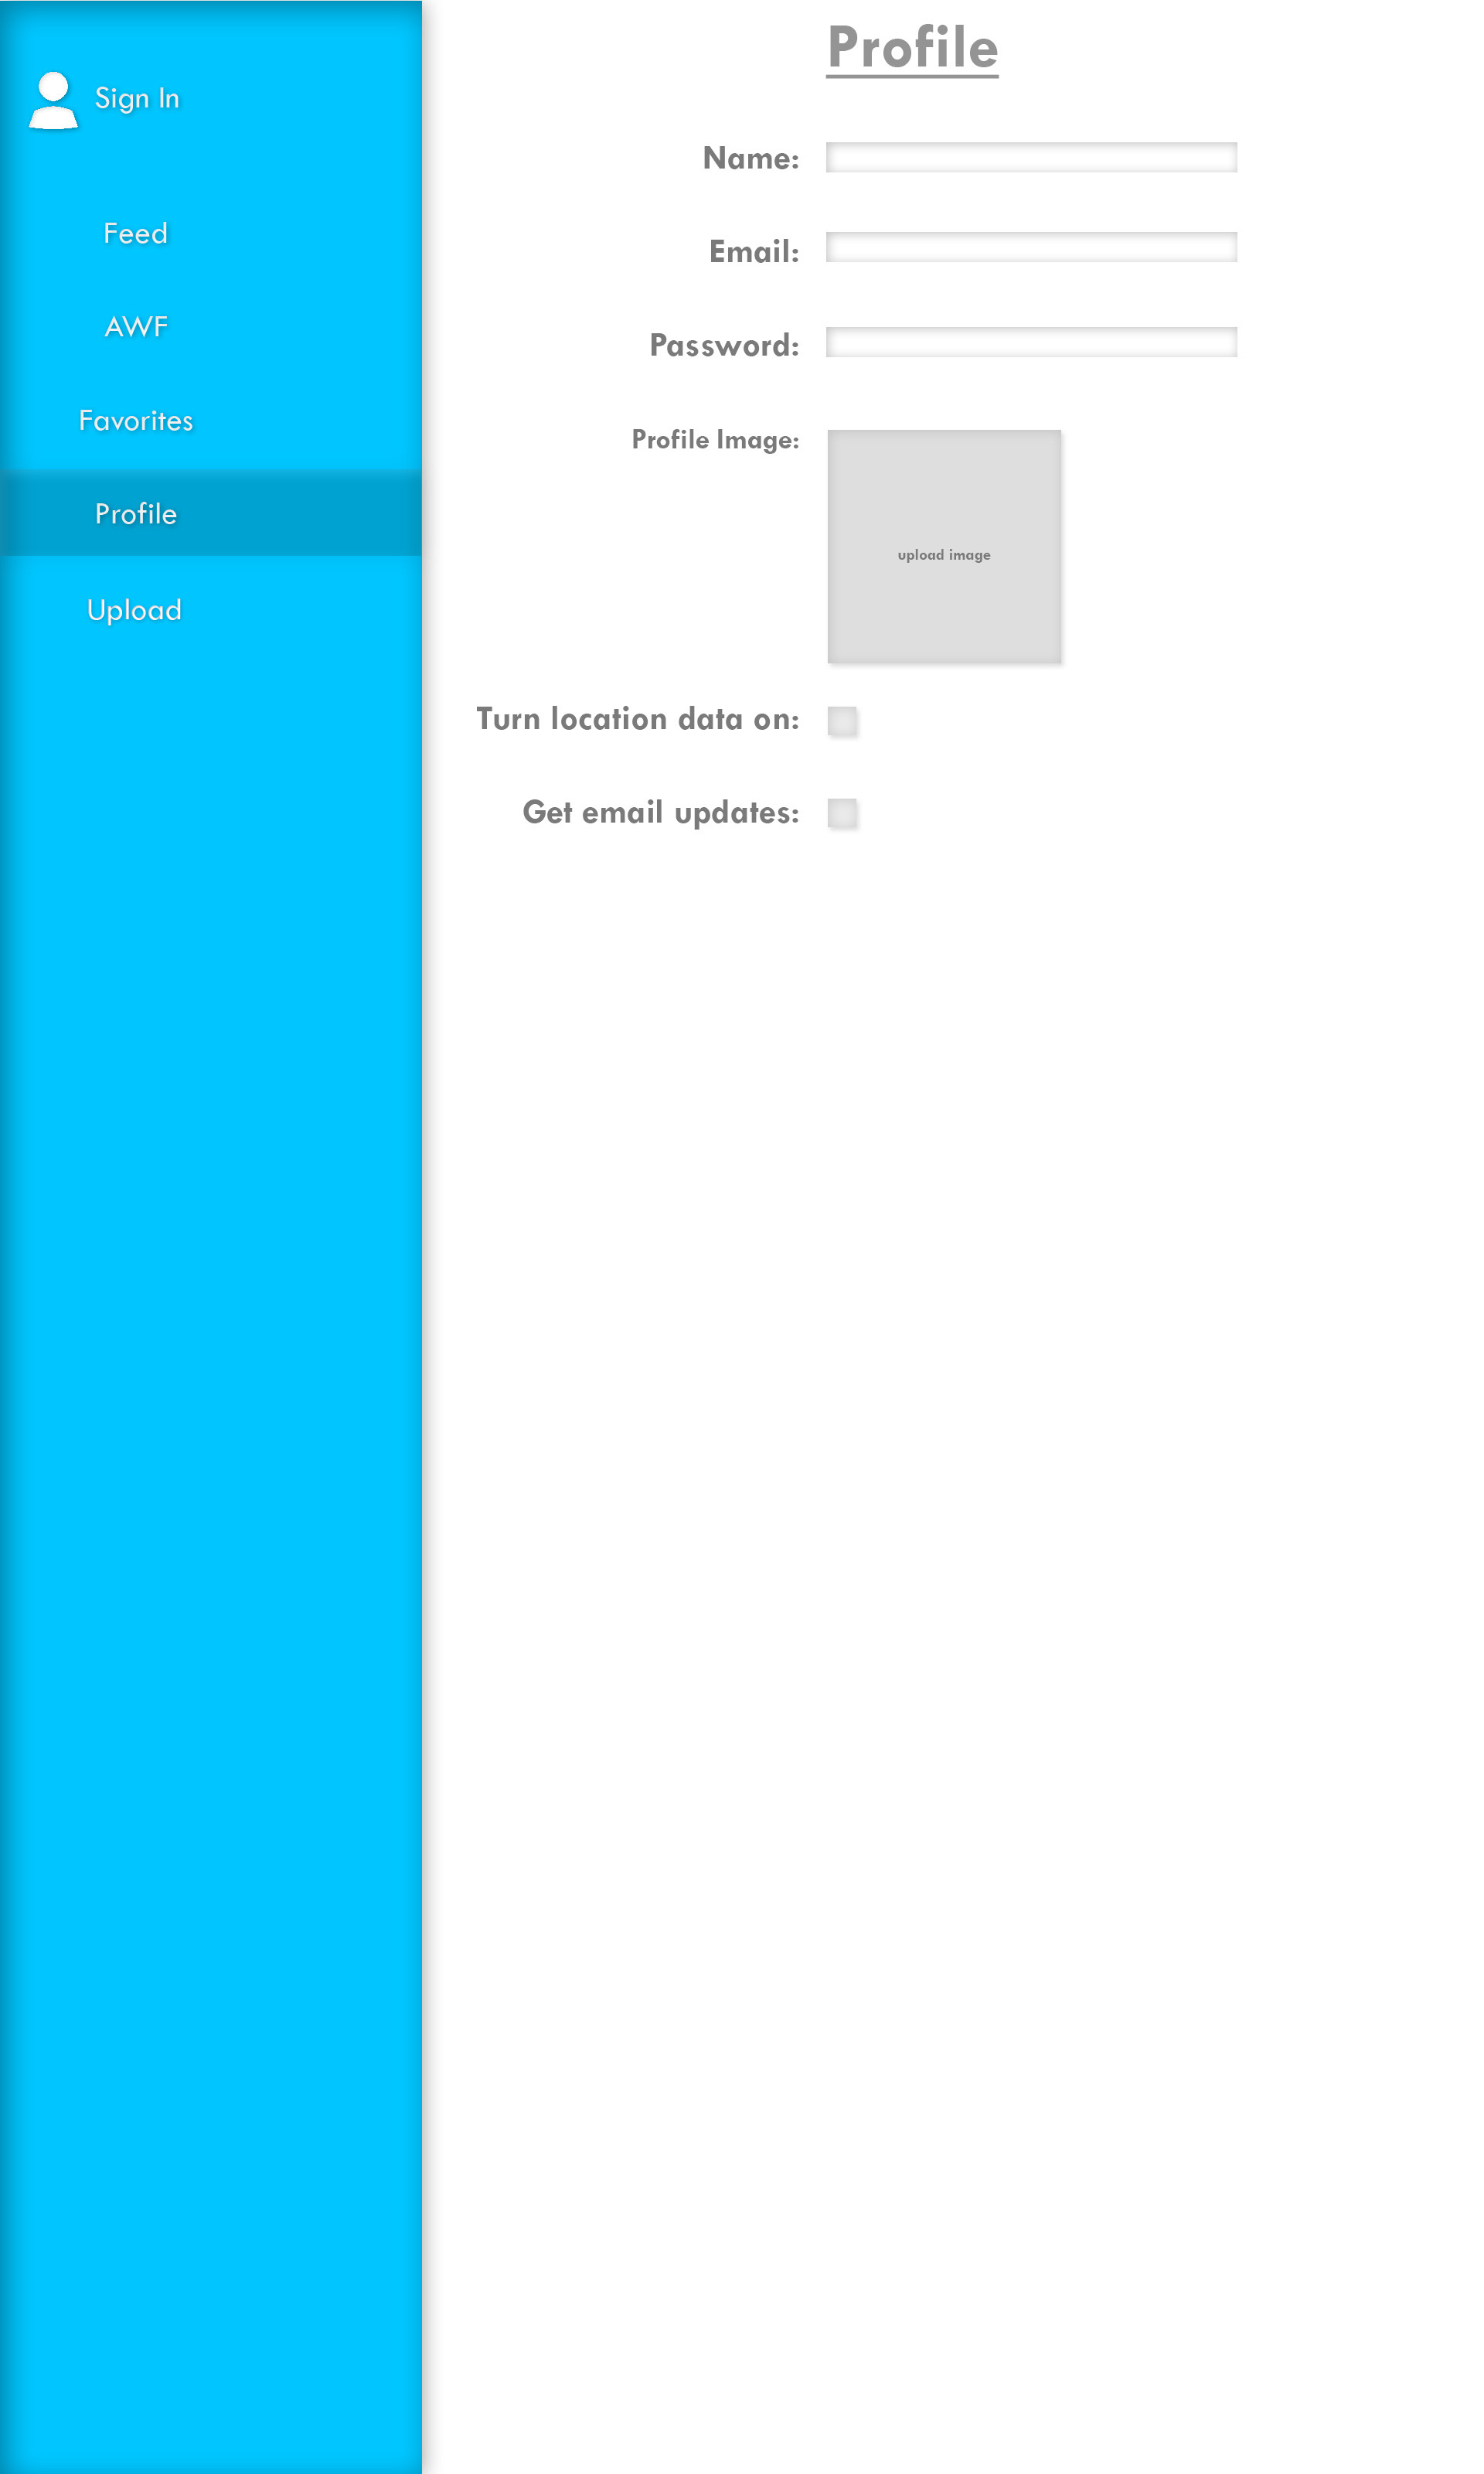 Sign In
Feed
AWF
Favorites
Profile
Upload
Profile
Name:
Email:
Password:
Profile Image:
upload image
Turn location data on:
Get email updates: